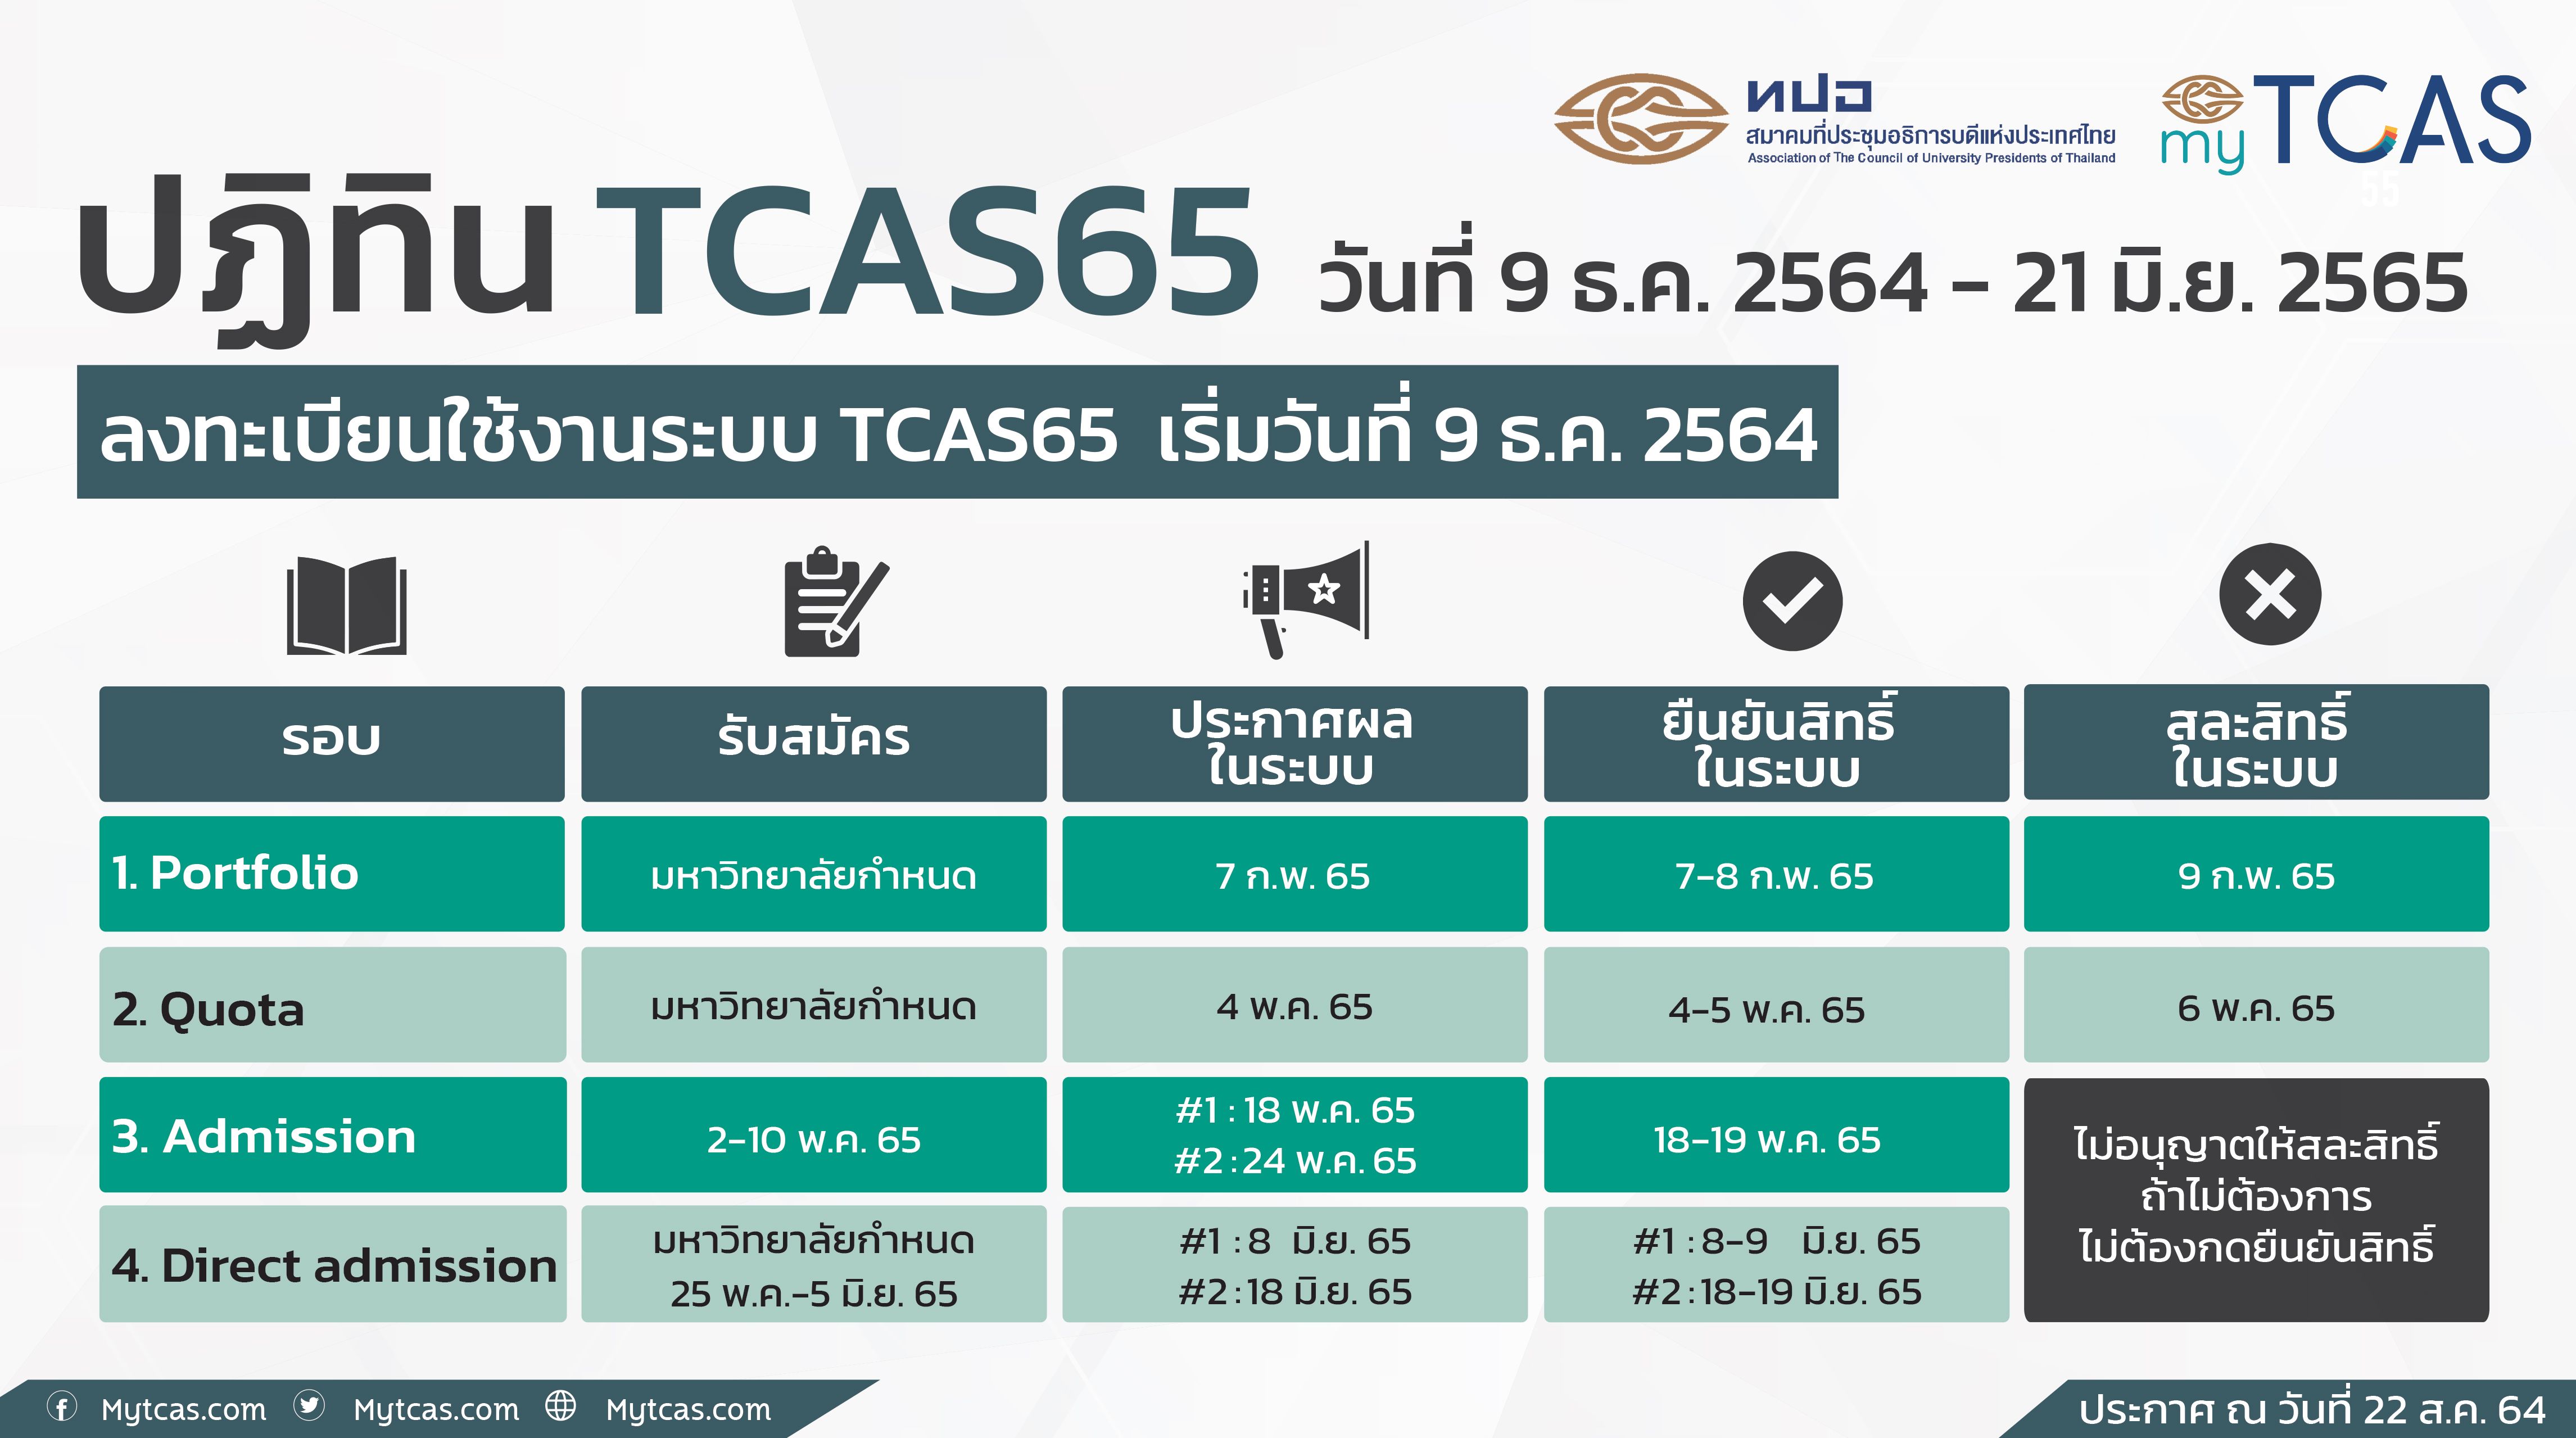 ทปอ
สมาคมที่ประชุมอธิการบดีแห่งประเทศไทย
Association of The Council of University Presidents of Thailand
my TCAS
55
ปฏิทิน TCAS65 วันที่ 9 ธ.ค. 2564 - 21 มิ.ย. 2565
ลงทะเบียนใช้งานระบบ TCAS65 เริ่มวันที่ 9 ธ.ค. 2564
รอบ
รับสมัคร
ประกาศผล
ในระบบ
ยืนยันสิทธิ์
ในระบบ
สละสิทธิ์
ในระบบ
1. Portfolio
มหาวิทยาลัยกำหนด
7 ก.พ. 65
7-8 ก.พ. 65
9 ก.พ. 65
2. Quota
มหาวิทยาลัยกำหนด
4 พ.ค. 65
4-5 พ.ค. 65
6 พ.ค. 65
3. Admission
2-10 พ.ค. 65
#1 : 18 พ.ค. 65
#2 : 24 พ.ค. 65
18-19 พ.ค. 65
ไม่อนุญาตให้สละสิทธิ์
ถ้าไม่ต้องการ
ไม่ต้องกดยืนยันสิทธิ์
4. Direct admission
มหาวิทยาลัยกำหนด
25 พ.ค.-5 มิ.ย. 65
#1 : 8 มิ.ย. 65
#2 : 18 มิ.ย. 65
#1 : 8-9 มิ.ย. 65
#2 : 18-19 มิ.ย. 65
Mytcas.com Mytcas.com Mytcas.com
ประกาศ ณ วันที่ 22 ส.ค. 64